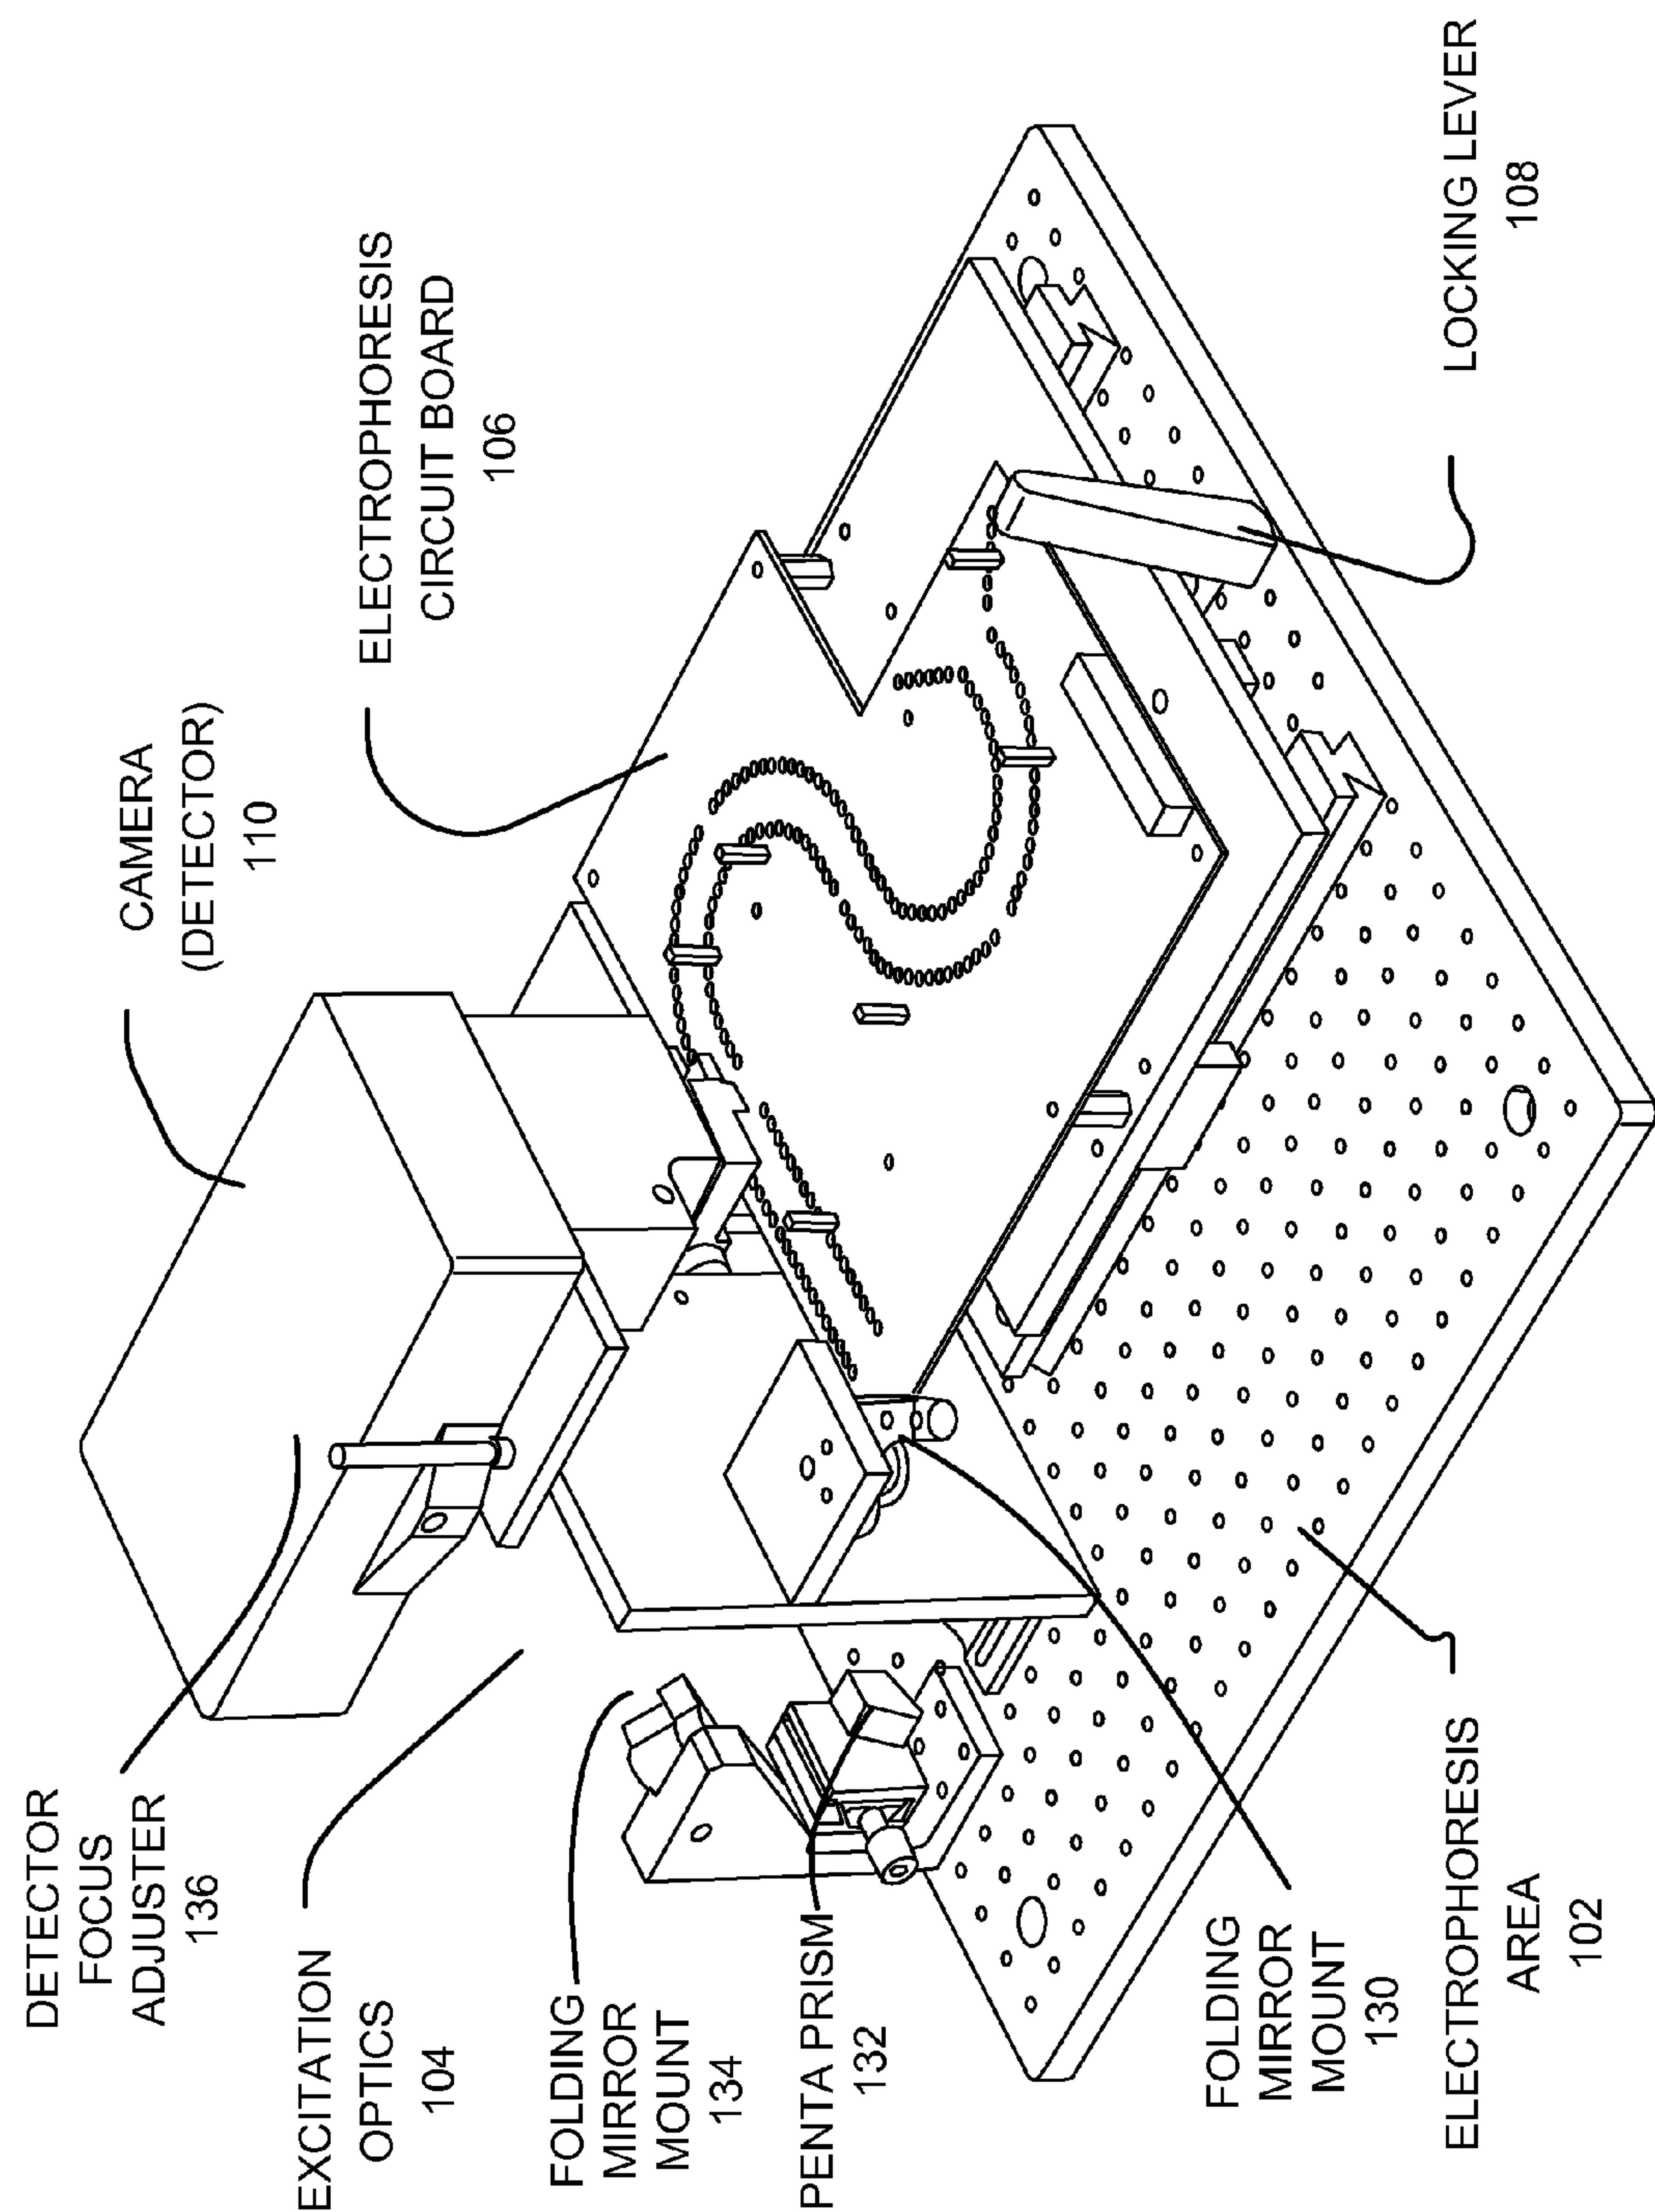 DETECTOR
FOCUS
ADJUSTER
136
EXCITATION
OPTICS
104
FOLDING
MIRROR
MOUNT
134
PENTA PRISM
132
FOLDING
MIRROR
MOUNT
130
ELECTROPHORESIS
AREA
102
CAMERA
(DETECTOR)
110
ELECTROPHORESIS
CIRCUIT BOARD
106
LOCKING LEVER
108